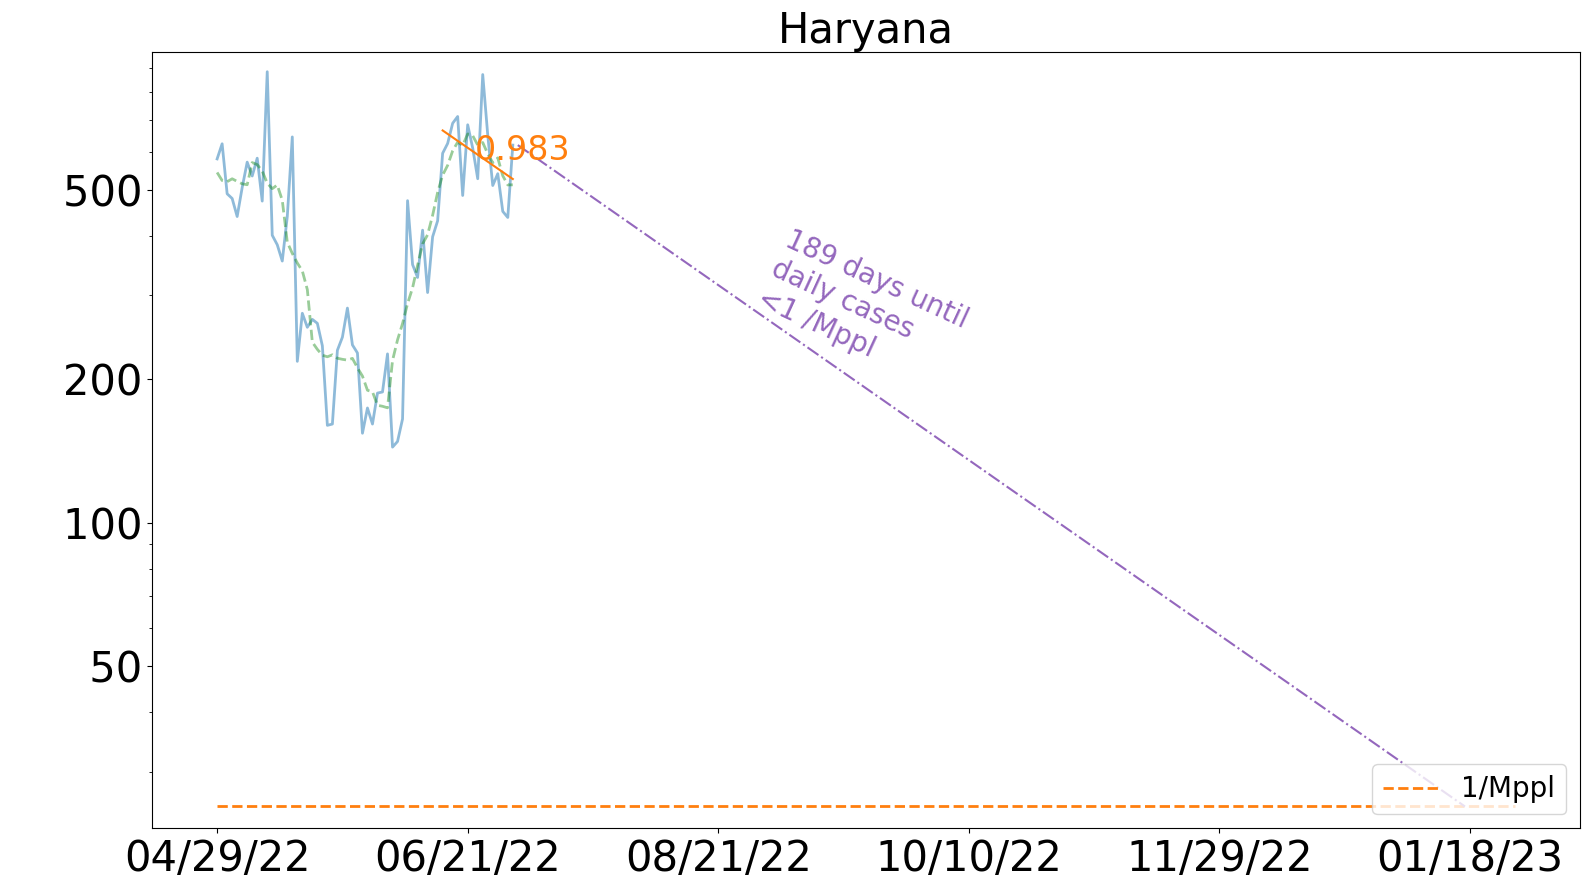 Haryana
0.983
500
189 days until
daily cases
<1 /Mppl
200
100
50
1/Mppl
04/29/22 06/21/22 08/21/22 10/10/22 11/29/22 01/18/23